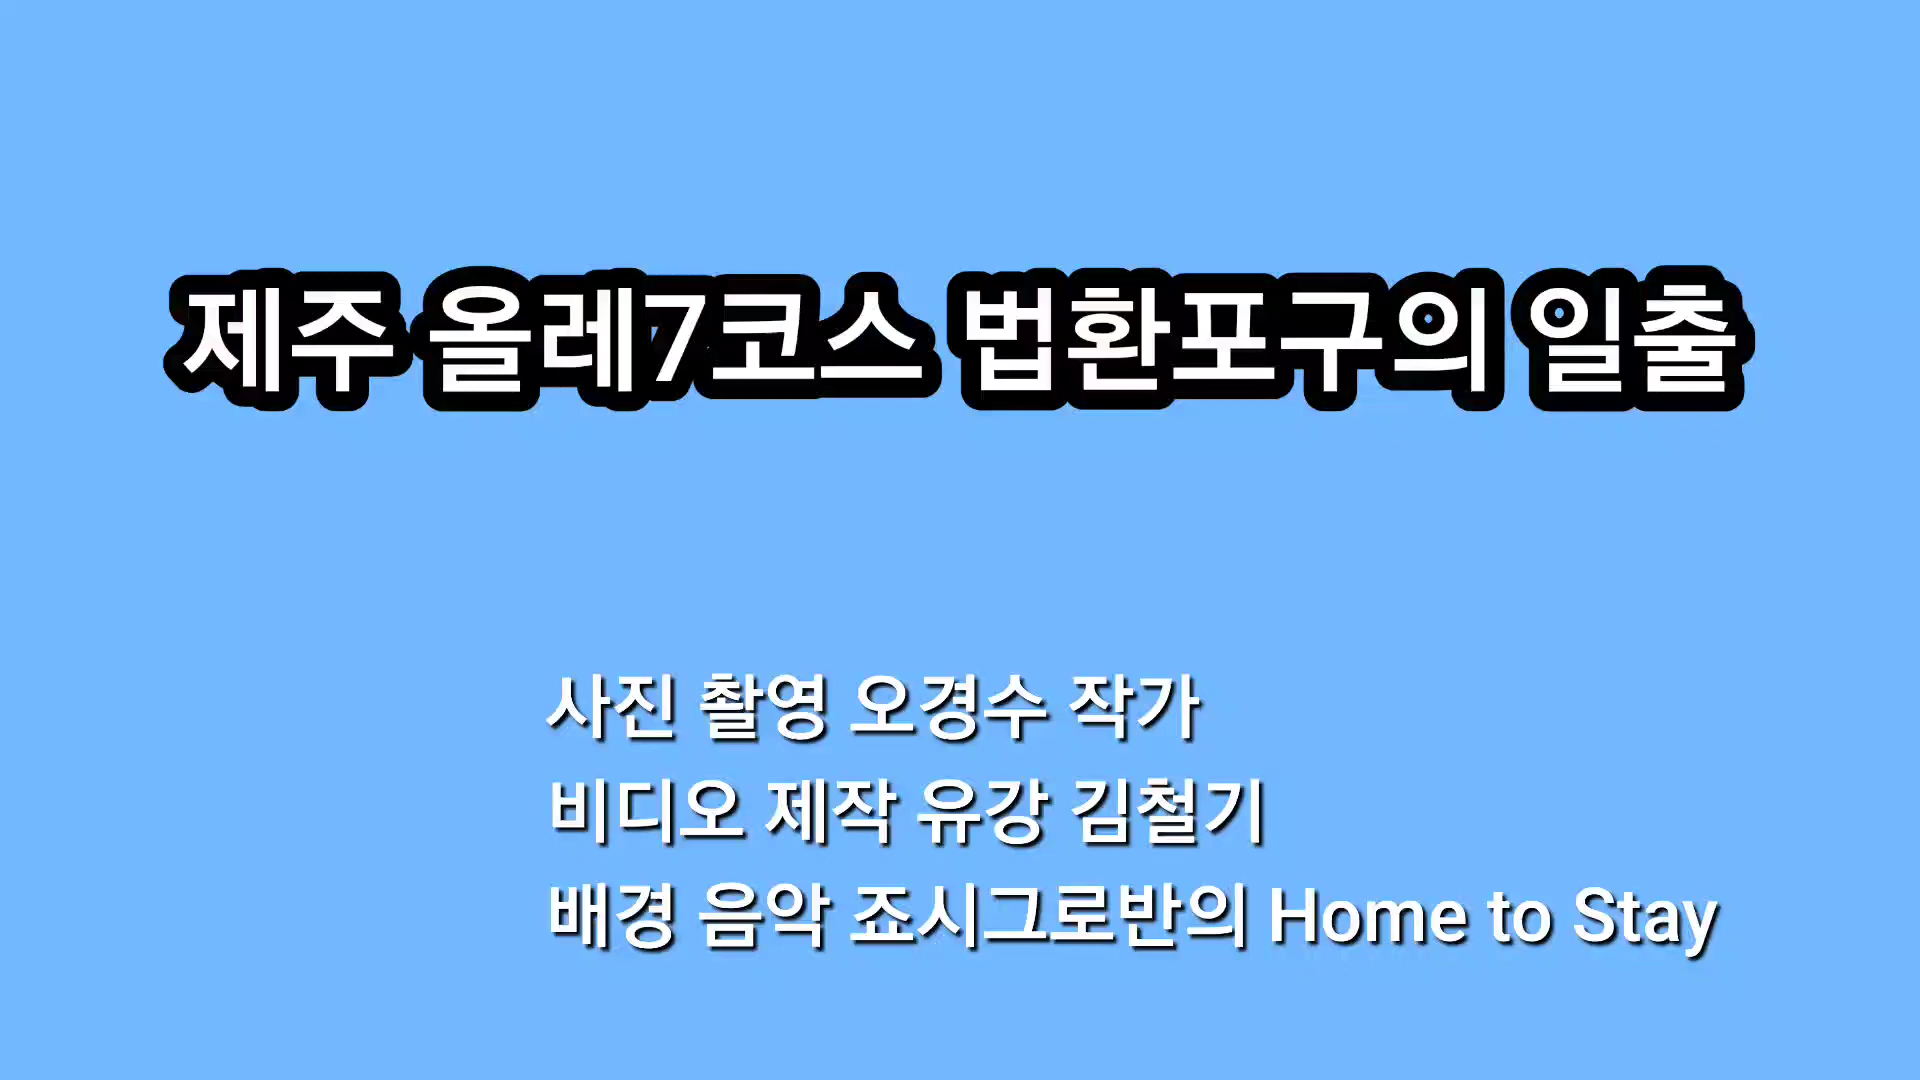 제주 올레7코스 법환포구의 일출
사진 촬영 오경수 작가
비디오 제작 유강 김철기
배경 음악 죠시그로반의 Home to Stay